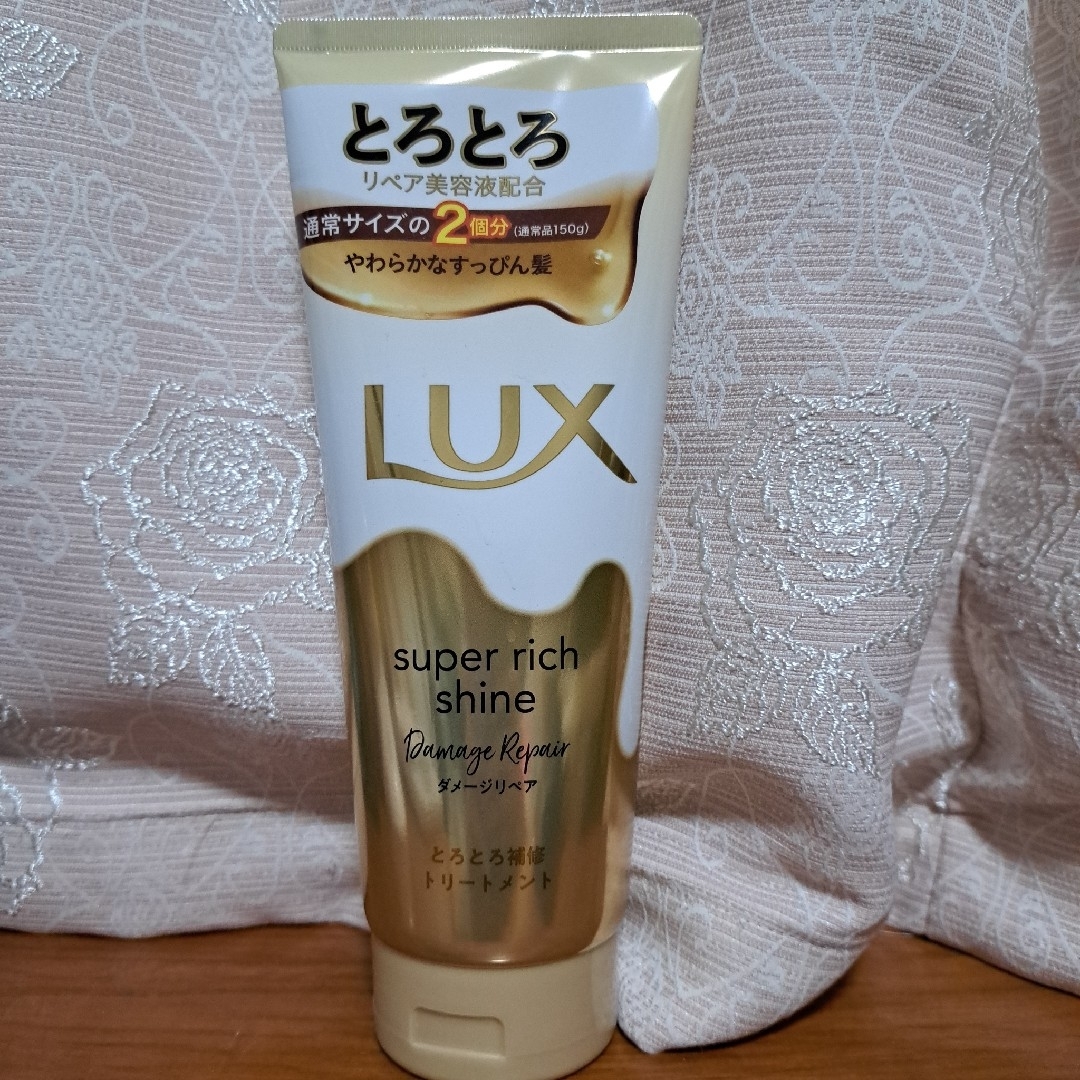 とろとろ
リペア美容液配合
通常サイズの2個分(通常品150g)
やわらかなすっぴん髪
LUX
super rich
shine
Damage Repair
ダメージリペア
とろとろ補修
トリートメント